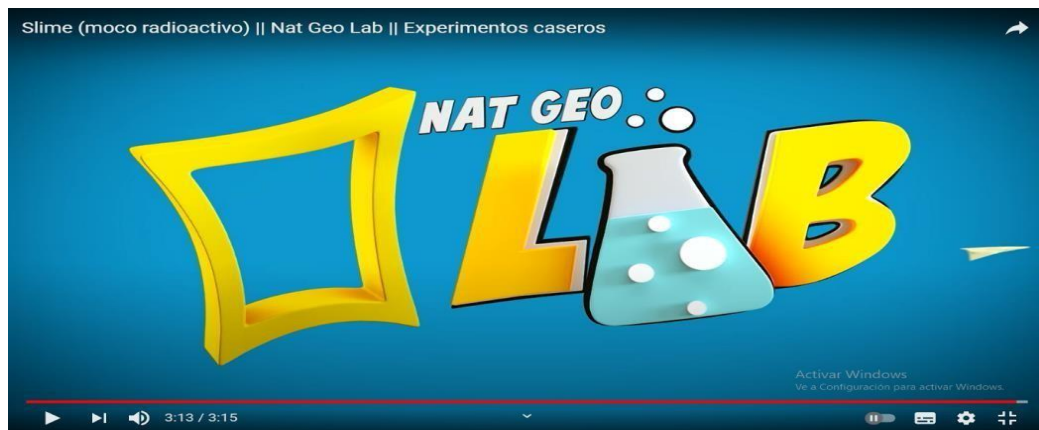 Slime (moco radioactivo) || Nat Geo Lab || Experimentos caseros
NAT GEO
LAB
Activar Windows
Ve a Configuración para activar Windows.
3:13 / 3:15